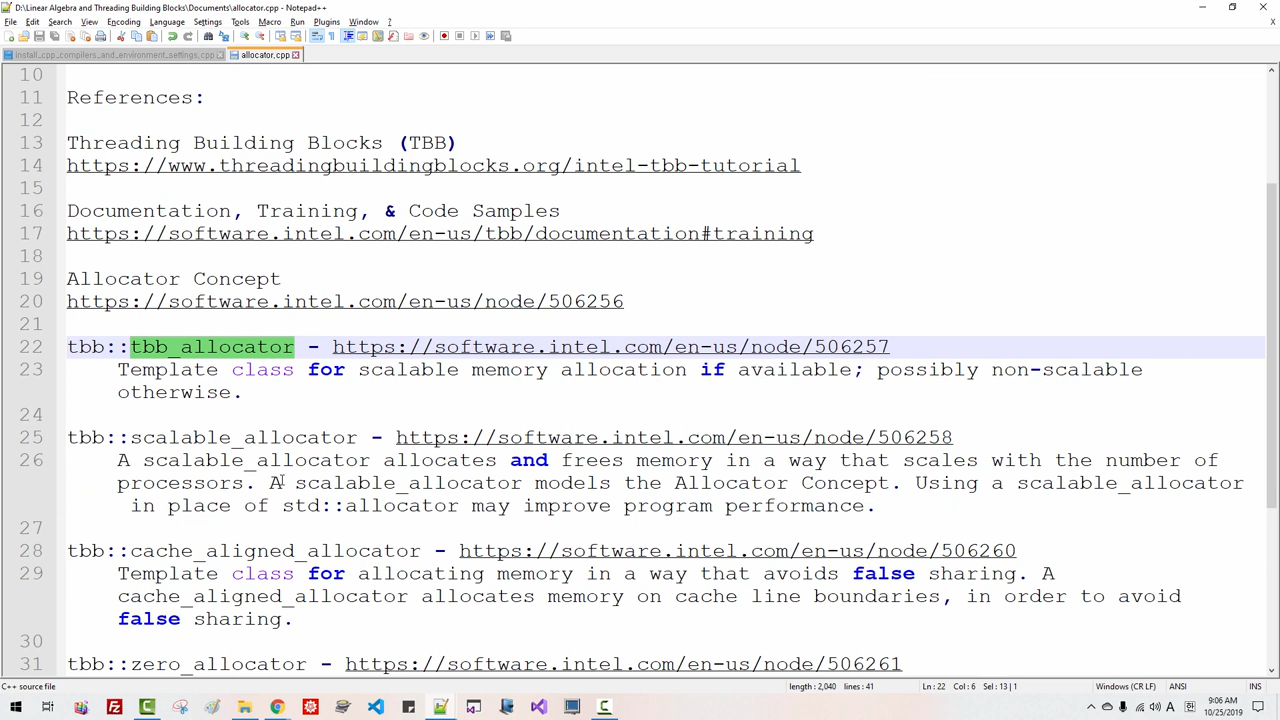 D:\Linear Algebra and Threading Building Blocks\Documents\allocator.cpp - Notepad++
File Edit Search View Encoding Language Settings Tools Macro Run Plugins Window ?
install_cpp_compilers_and_environment_settings.cpp allocator.cpp
10
11 References:
12
13 Threading Building Blocks (TBB)
14 https://www.threadingbuildingblocks.org/intel-tbb-tutorial
15
16 Documentation, Training, & Code Samples
17 https://software.intel.com/en-us/tbb/documentation#training
18
19 Allocator Concept
20 https://software.intel.com/en-us/node/506256
21
22 tbb::tbb_allocator - https://software.intel.com/en-us/node/506257
23 Template class for scalable memory allocation if available; possibly non-scalable
otherwise.
24
25 tbb::scalable_allocator - https://software.intel.com/en-us/node/506258
26 A scalable_allocator allocates and frees memory in a way that scales with the number of
processors. A scalable_allocator models the Allocator Concept. Using a scalable_allocator
in place of std::allocator may improve program performance.
27
28 tbb::cache_aligned_allocator - https://software.intel.com/en-us/node/506260
29 Template class for allocating memory in a way that avoids false sharing. A
cache_aligned_allocator allocates memory on cache line boundaries, in order to avoid
false sharing.
30
31 tbb::zero_allocator - https://software.intel.com/en-us/node/506261
C++ source file length : 2,040 lines : 41 Ln : 22 Col : 6 Sel : 13 | 1 Windows (CR LF) ANSI INS
9:06 AM
10/25/2019